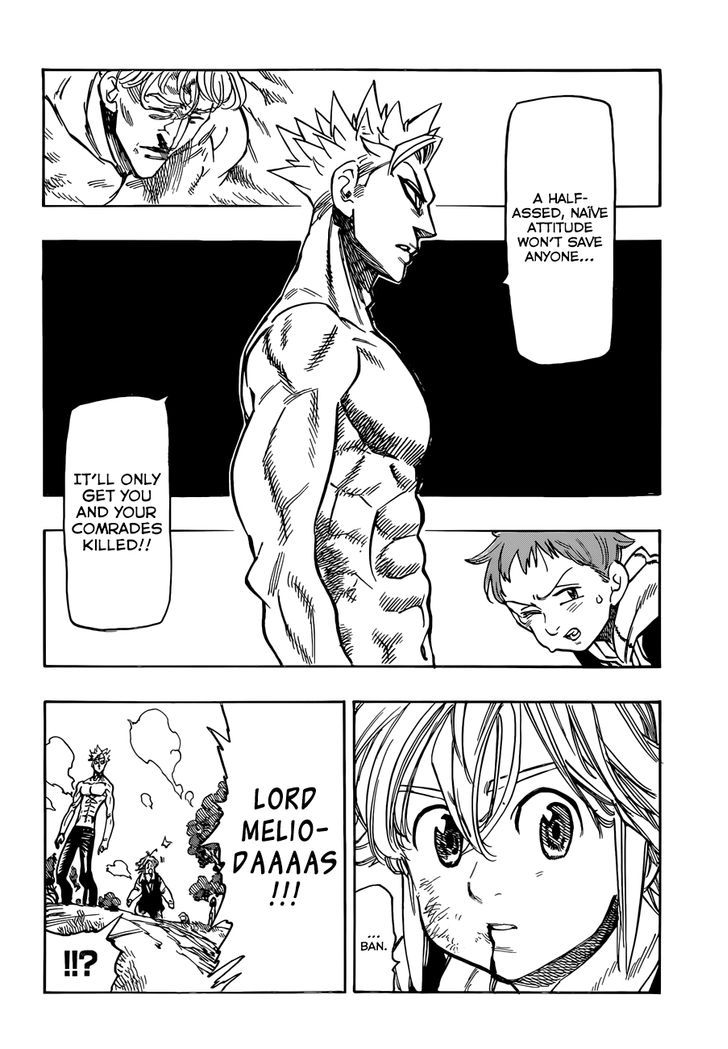 A HALF-
ASSED, NAÏVE
ATTITUDE
WON'T SAVE
ANYONE...
IT'LL ONLY
GET YOU
AND YOUR
COMRADES
KILLED!!
...
BAN.
LORD
MELIO-
DAAAAS
!!!
!!?